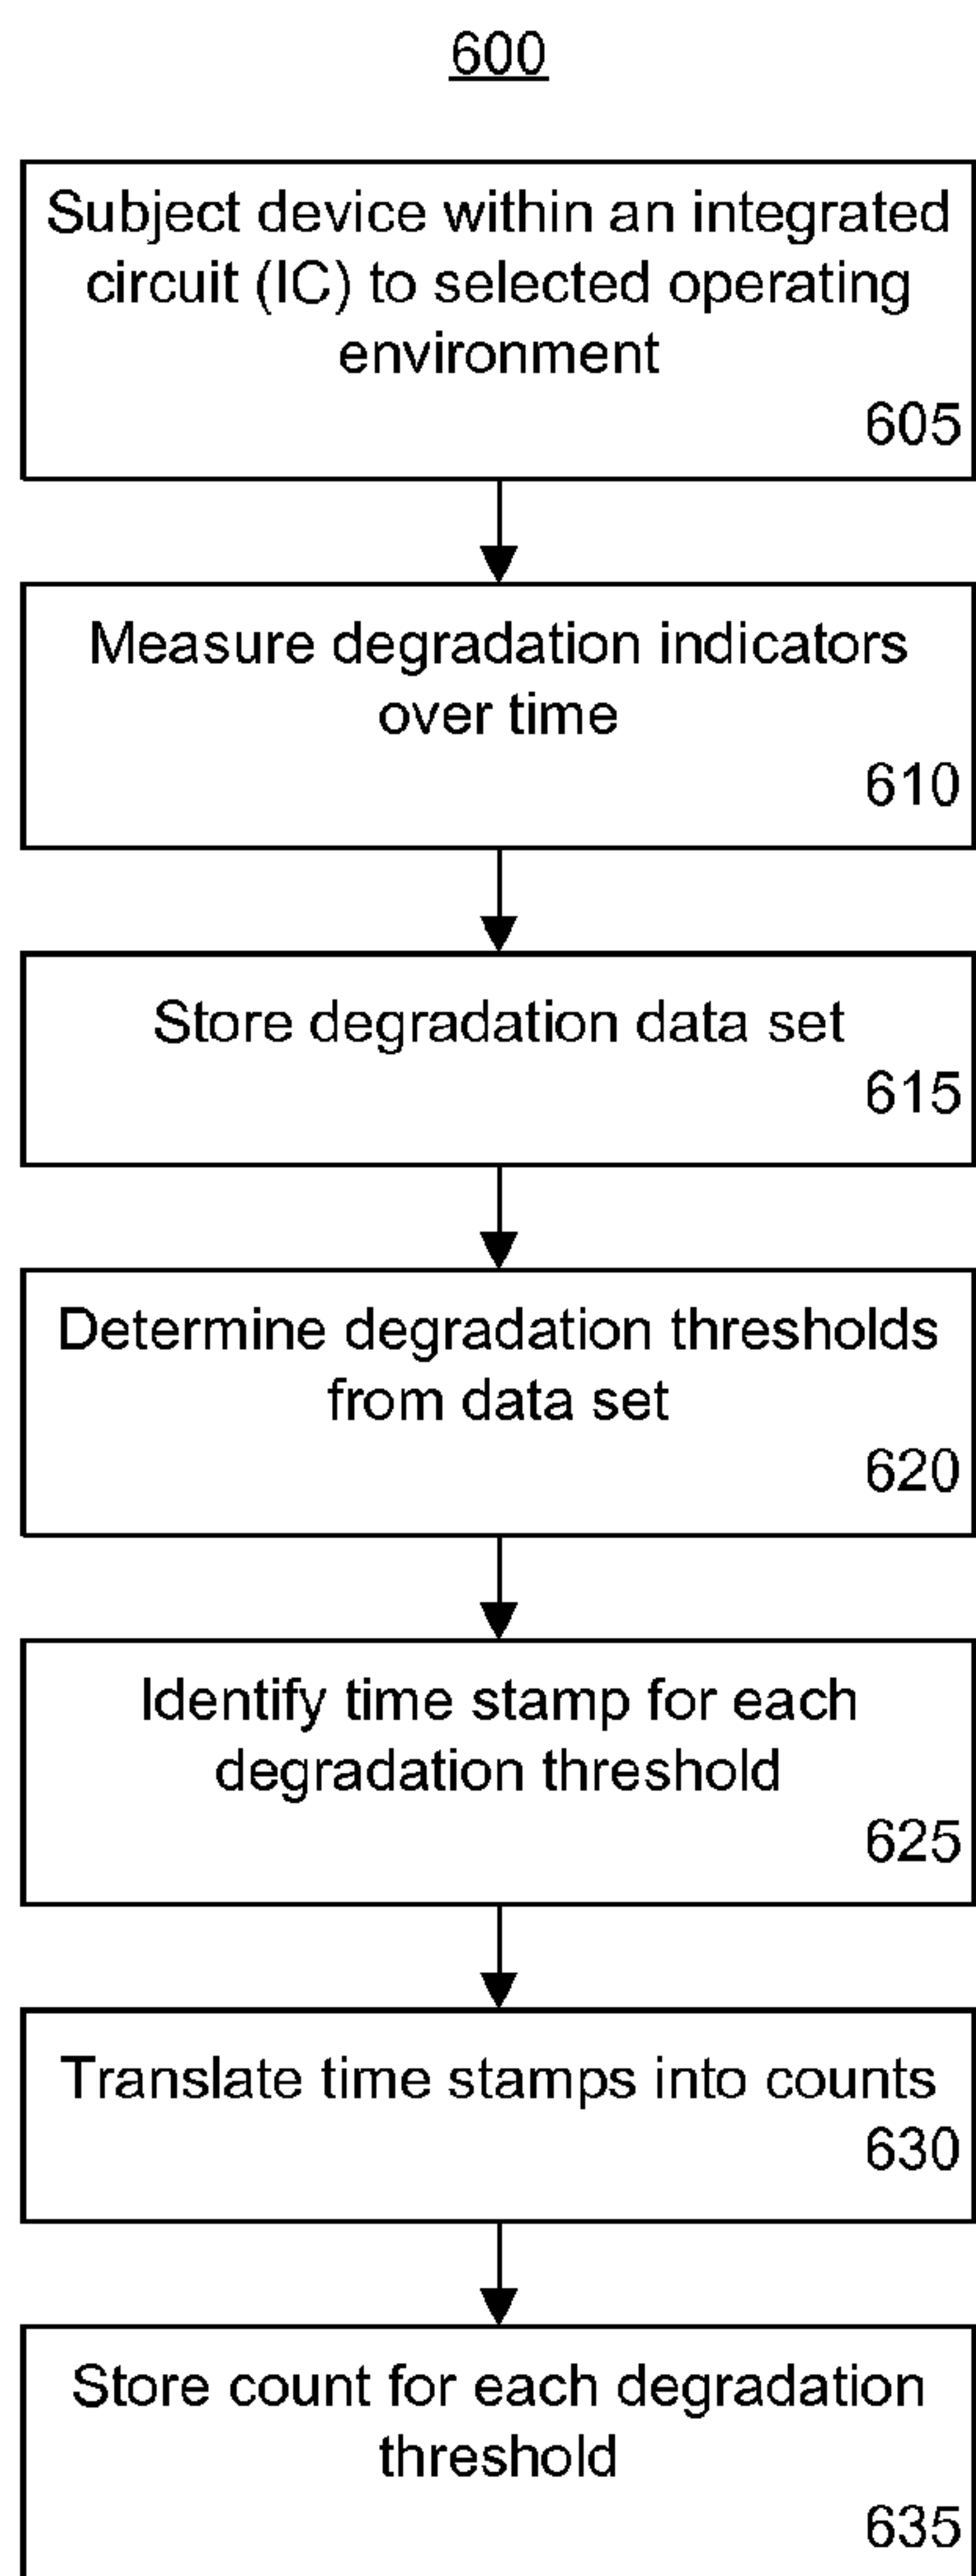 600
Subject device within an integrated
circuit (IC) to selected operating
environment
605
Measure degradation indicators
over time
610
Store degradation data set
615
Determine degradation thresholds
from data set
620
Identify time stamp for each
degradation threshold
625
Translate time stamps into counts
630
Store count for each degradation
threshold
635